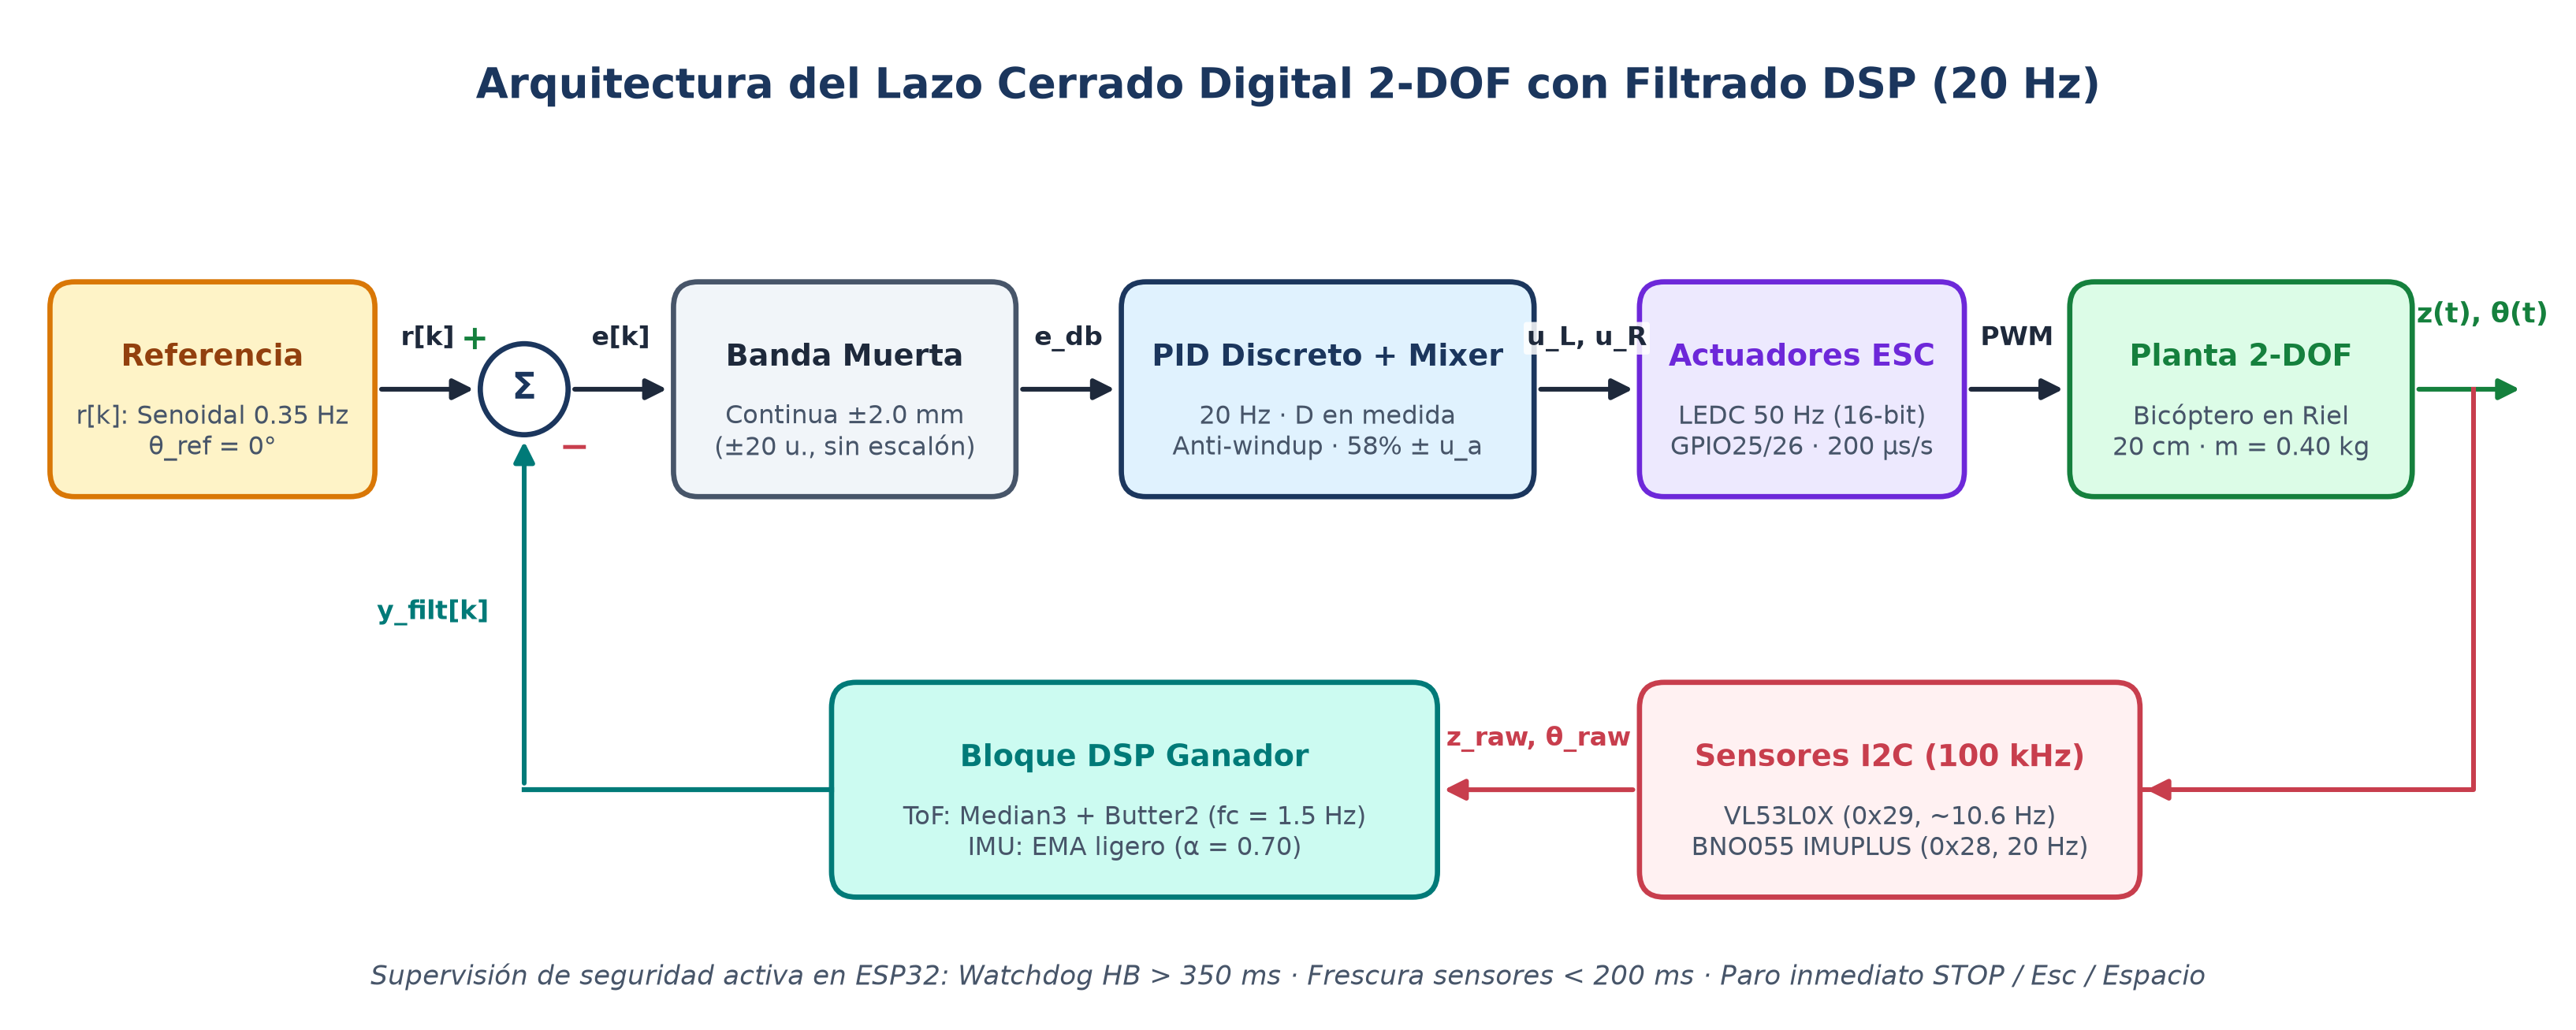 Arquitectura del Lazo Cerrado Digital 2-DOF con Filtrado DSP (20 Hz)
Referencia
r[k]: Senoidal 0.35 Hz
θ_ref = 0°
r[k]
+
Σ
−
e[k]
Banda Muerta
Continua ±2.0 mm
(±20 u., sin escalón)
e_db
PID Discreto + Mixer
20 Hz · D en medida
Anti-windup · 58% ± u_a
u_L, u_R
Actuadores ESC
LEDC 50 Hz (16-bit)
GPIO25/26 · 200 µs/s
PWM
Planta 2-DOF
Bicóptero en Riel
20 cm · m = 0.40 kg
z(t), θ(t)
y_filt[k]
Bloque DSP Ganador
ToF: Median3 + Butter2 (fc = 1.5 Hz)
IMU: EMA ligero (α = 0.70)
z_raw, θ_raw
Sensores I2C (100 kHz)
VL53L0X (0x29, ~10.6 Hz)
BNO055 IMUPLUS (0x28, 20 Hz)
Supervisión de seguridad activa en ESP32: Watchdog HB > 350 ms · Frescura sensores < 200 ms · Paro inmediato STOP / Esc / Espacio